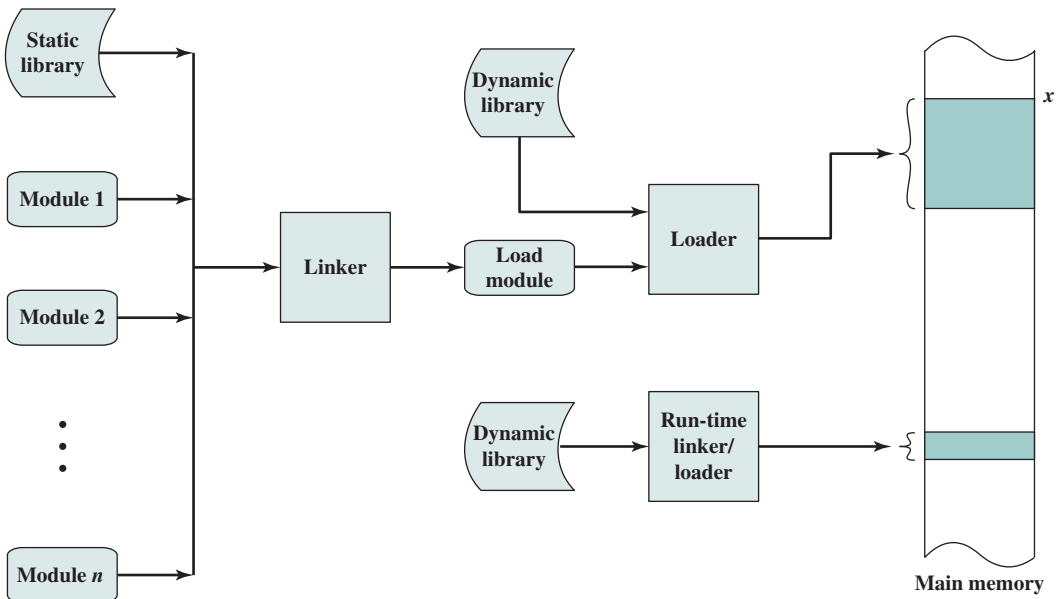 Static
library
Module 1
Module 2
Module n
Linker
Dynamic
library
Load
module
Loader
Dynamic
library
Run-time
linker/
loader
x
Main memory